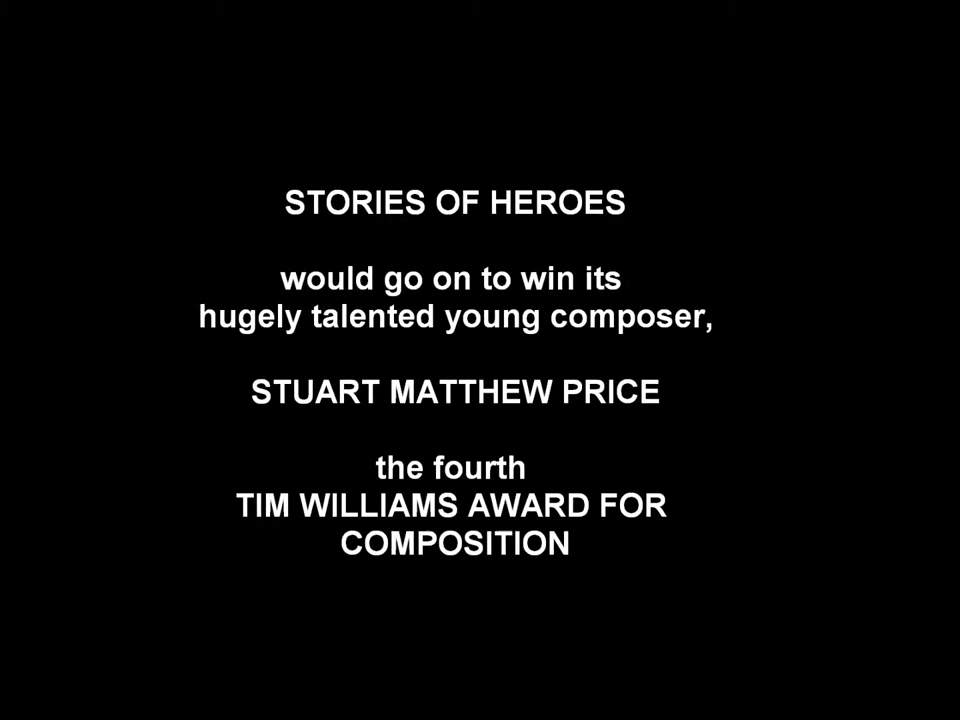 STORIES OF HEROES
would go on to win its
hugely talented young composer,
STUART MATTHEW PRICE
the fourth
TIM WILLIAMS AWARD FOR
COMPOSITION